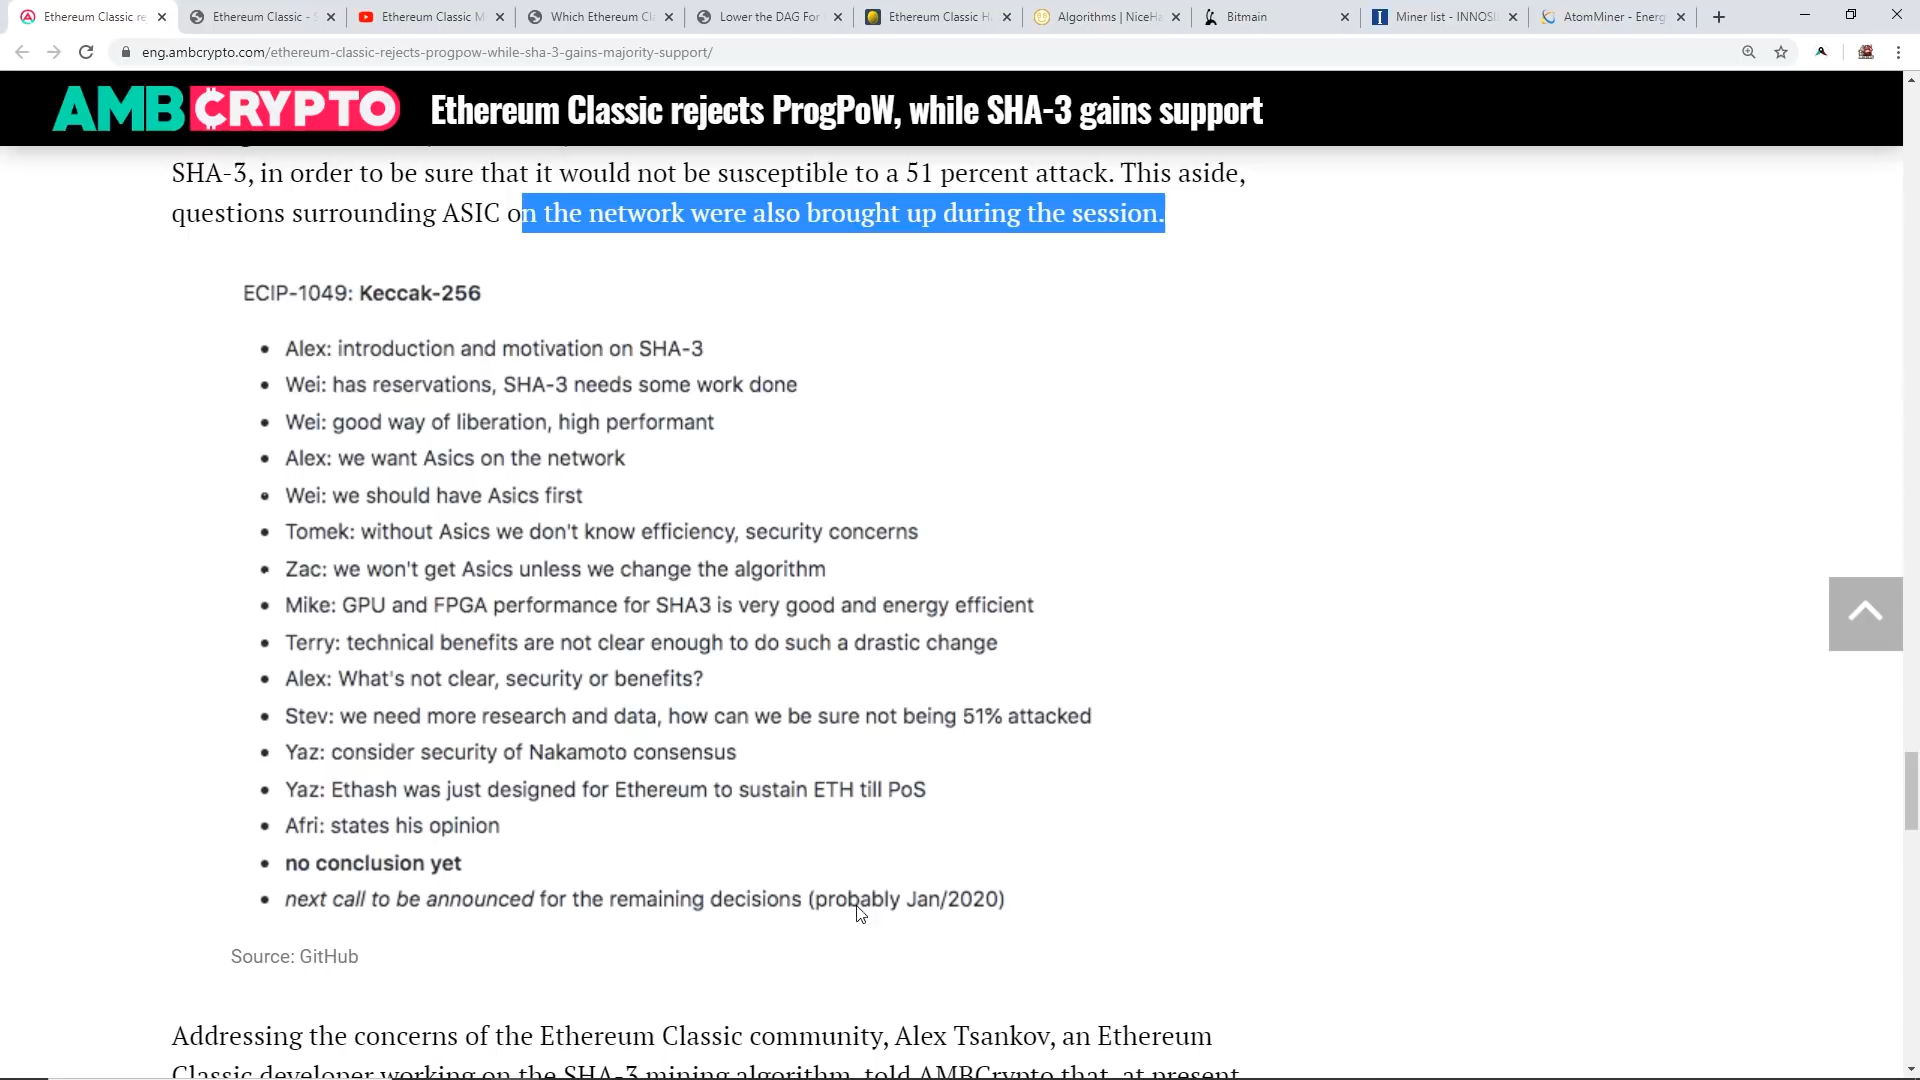 Ethereum Classic re
Ethereum Classic - S
Ethereum Classic M
Which Ethereum Cl
Lower the DAG For
Ethereum Classic H
Algorithms | NiceHa
Bitmain
Miner list - INNOSI
AtomMiner - Energ
eng.ambcrypto.com/ethereum-classic-rejects-progpow-while-sha-3-gains-majority-support/
AMBCRYPTO
Ethereum Classic rejects ProgPoW, while SHA-3 gains support
SHA-3, in order to be sure that it would not be susceptible to a 51 percent attack. This aside,
questions surrounding ASIC on the network were also brought up during the session.
ECIP-1049: Keccak-256
• Alex: introduction and motivation on SHA-3
• Wei: has reservations, SHA-3 needs some work done
• Wei: good way of liberation, high performant
• Alex: we want Asics on the network
• Wei: we should have Asics first
• Tomek: without Asics we don't know efficiency, security concerns
• Zac: we won't get Asics unless we change the algorithm
• Mike: GPU and FPGA performance for SHA3 is very good and energy efficient
• Terry: technical benefits are not clear enough to do such a drastic change
• Alex: What's not clear, security or benefits?
• Stev: we need more research and data, how can we be sure not being 51% attacked
• Yaz: consider security of Nakamoto consensus
• Yaz: Ethash was just designed for Ethereum to sustain ETH till PoS
• Afri: states his opinion
• no conclusion yet
• next call to be announced for the remaining decisions (probably Jan/2020)
Source: GitHub
Addressing the concerns of the Ethereum Classic community, Alex Tsankov, an Ethereum
Classic developer working on the SHA-3 mining algorithm, told AMBCrypto that, at present